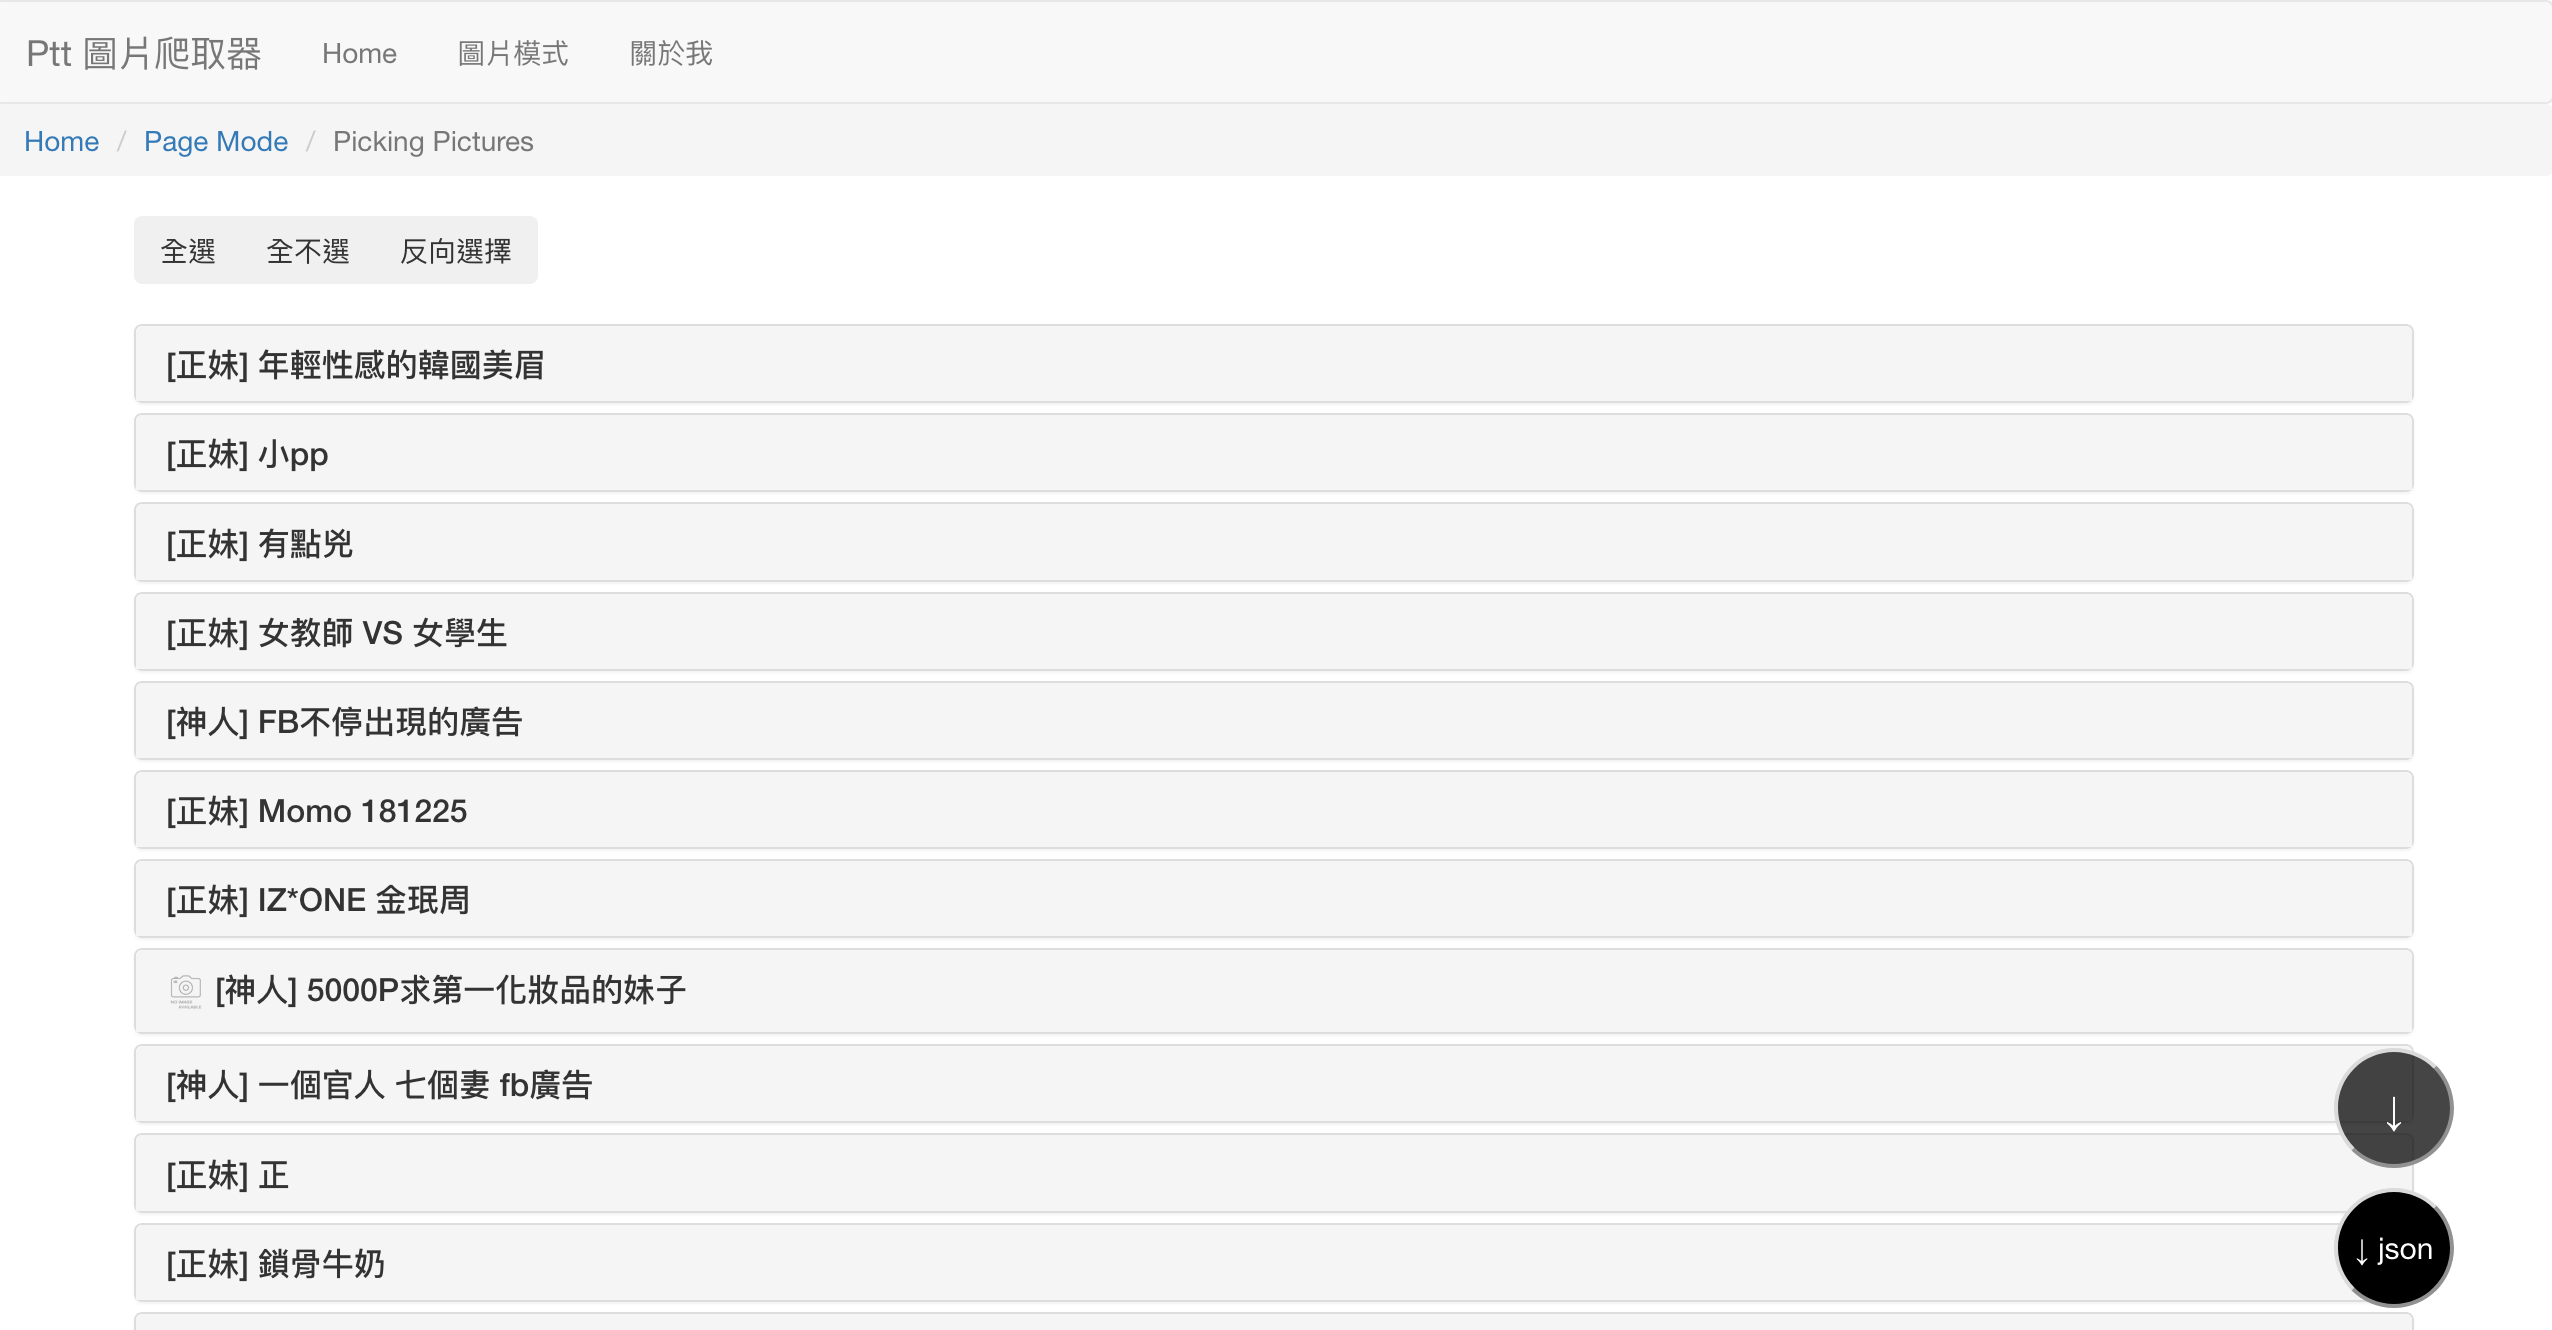 Ptt 圖片爬取器 Home 圖片模式 關於我
Home / Page Mode / Picking Pictures
全選 全不選 反向選擇
[正妹] 年輕性感的韓國美眉
[正妹] 小pp
[正妹] 有點兇
[正妹] 女教師 VS 女學生
[神人] FB不停出現的廣告
[正妹] Momo 181225
[正妹] IZ*ONE 金珉周
NO IMAGE
AVAILABLE
[神人] 5000P求第一化妝品的妹子
[神人] 一個官人 七個妻 fb廣告
↓
[正妹] 正
↓ json
[正妹] 鎖骨牛奶